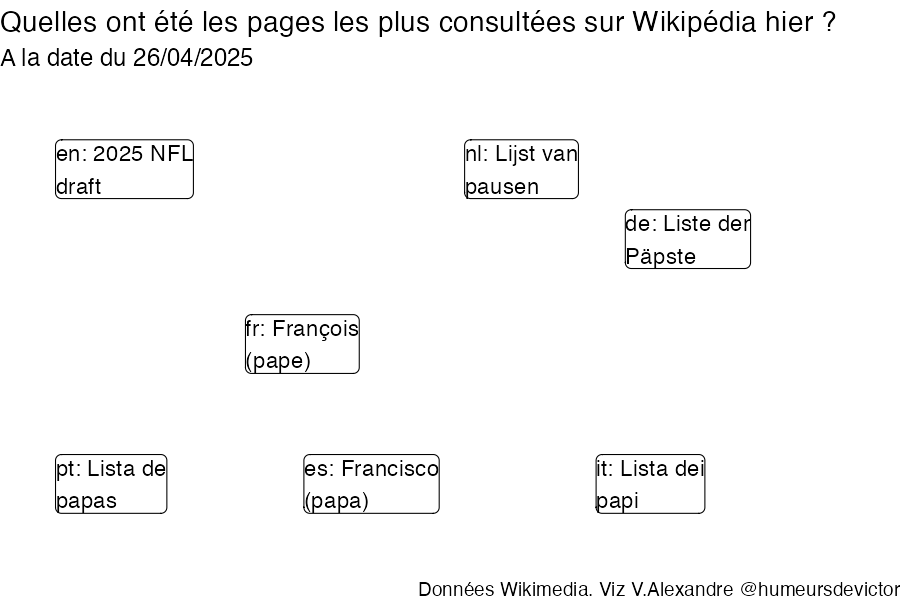 Quelles ont été les pages les plus consultées sur Wikipédia hier ?
A la date du 26/04/2025
en: 2025 NFL
draft
nl: Lijst van
pausen
de: Liste der
Päpste
fr: François
(pape)
pt: Lista de
papas
es: Francisco
(papa)
it: Lista dei
papi
Données Wikimedia. Viz V.Alexandre @humeursdevictor